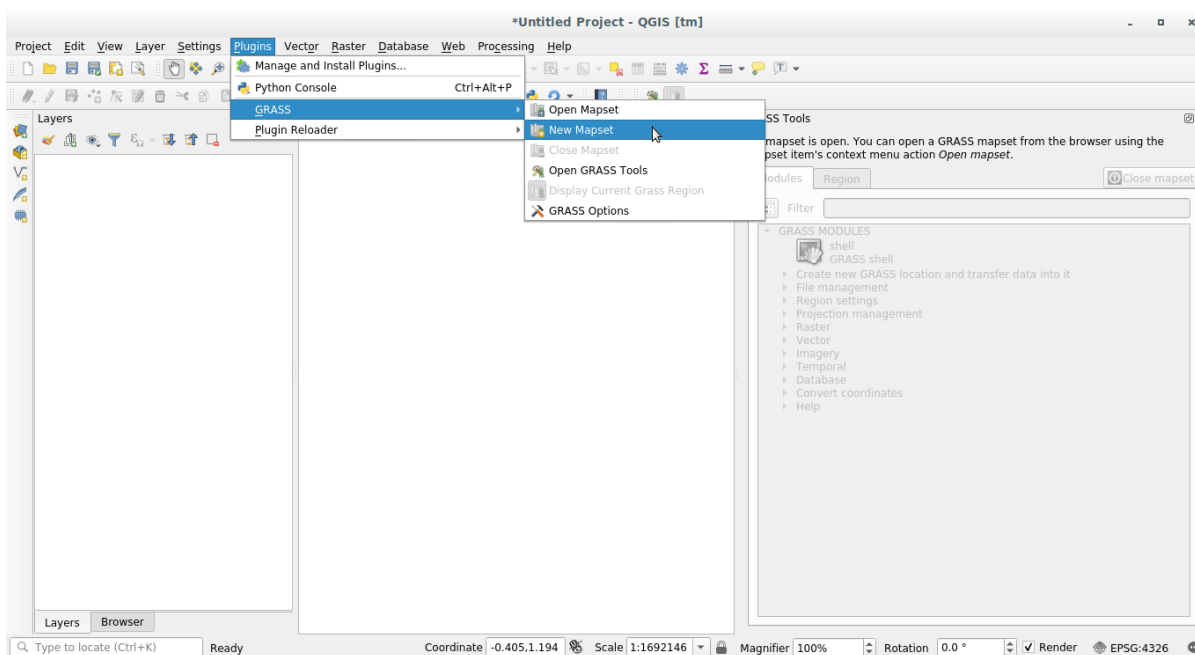 *Untitled Project - QGIS [tm]
Project Edit View Layer Settings Plugins Vector Raster Database Web Processing Help
Manage and Install Plugins...
Python Console Ctrl+Alt+P
GRASS
Plugin Reloader
Open Mapset
New Mapset
Close Mapset
Open GRASS Tools
Display Current Grass Region
GRASS Options
Layers
SS Tools
mapset is open. You can open a GRASS mapset from the browser using the
pset item's context menu action Open mapset.
odules Region Close mapset
Filter
GRASS MODULES
shell
GRASS shell
Create new GRASS location and transfer data into it
File management
Region settings
Projection management
Raster
Vector
Imagery
Temporal
Database
Convert coordinates
Help
Layers Browser
Type to locate (Ctrl+K) Ready Coordinate -0.405,1.194 Scale 1:1692146 Magnifier 100% Rotation 0.0 ° Render EPSG:4326